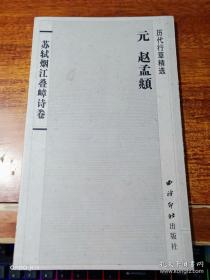 历代行草精选
元 赵孟頫
苏轼烟江叠嶂诗卷
西泠印社出版社